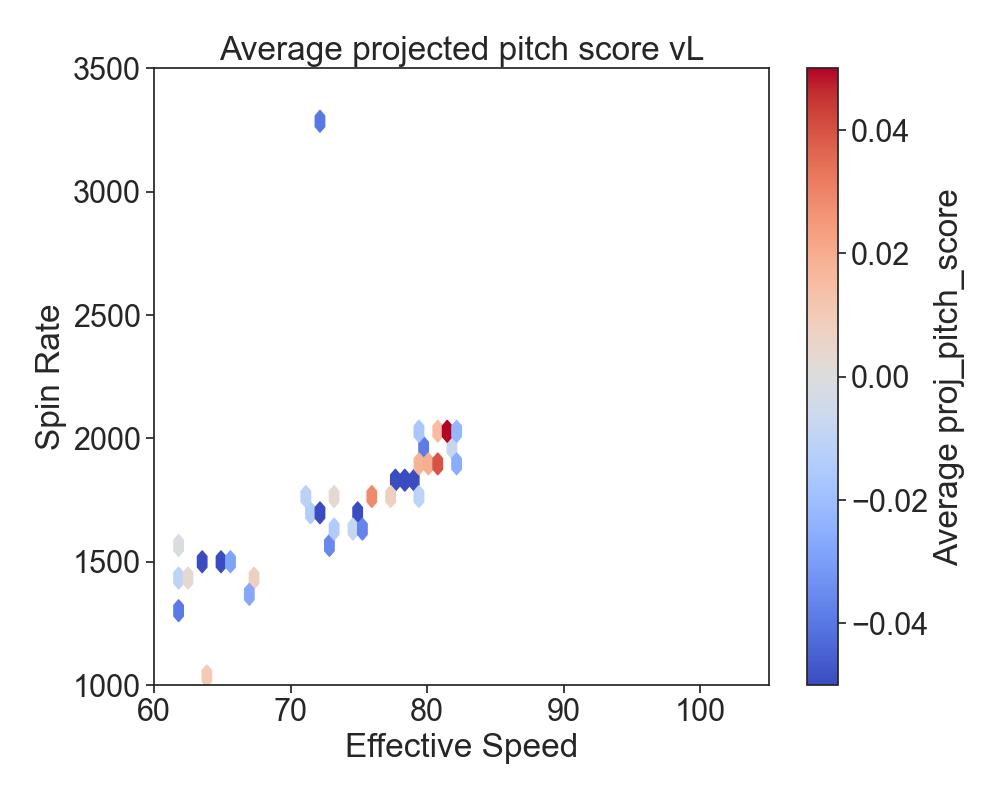 Average projected pitch score vL
3500
3000
2500
2000
1500
1000
Spin Rate
60 70 80 90 100
Effective Speed
0.04
0.02
0.00
−0.02
−0.04
Average proj_pitch_score